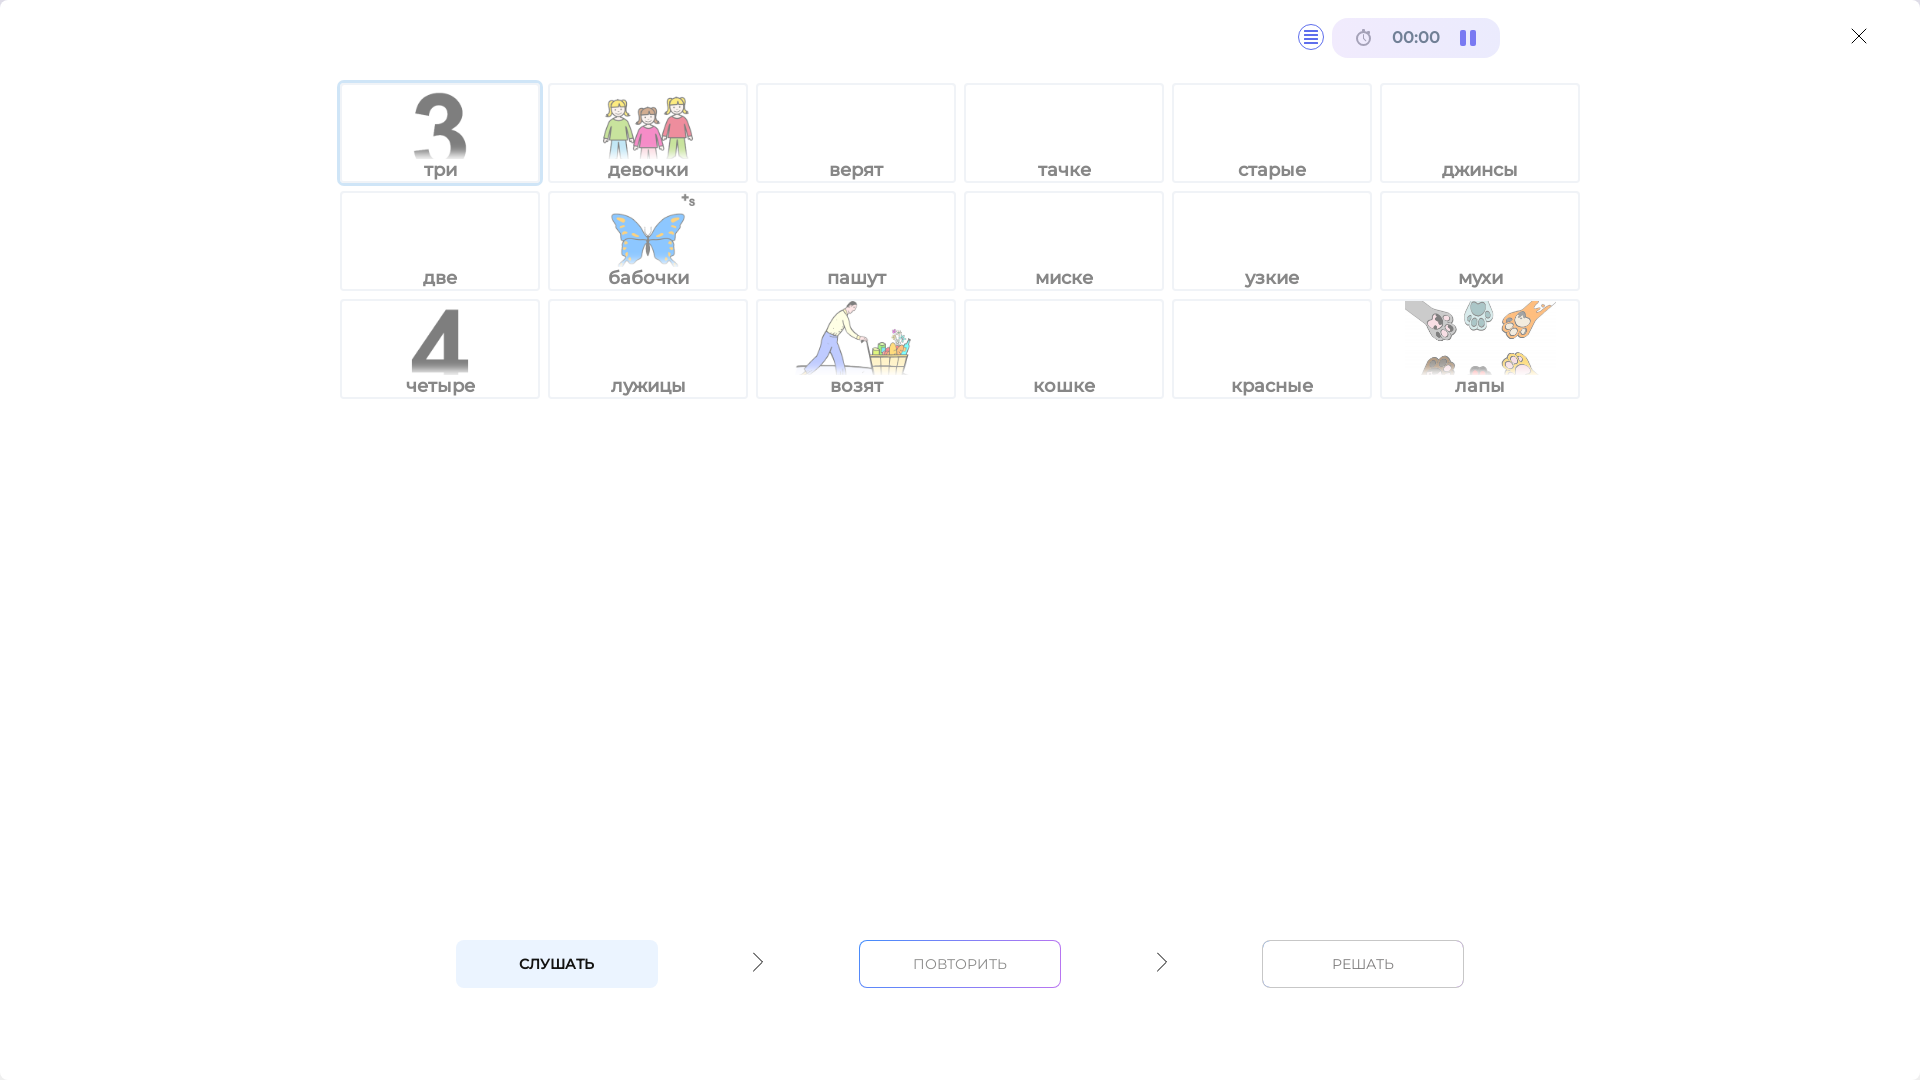 00:00
3
три
девочки
верят
тачке
старые
джинсы
две
+s
бабочки
пашут
миске
узкие
мухи
4
четыре
лужицы
возят
кошке
красные
лапы
СЛУШАТЬ
ПОВТОРИТЬ
РЕШАТЬ